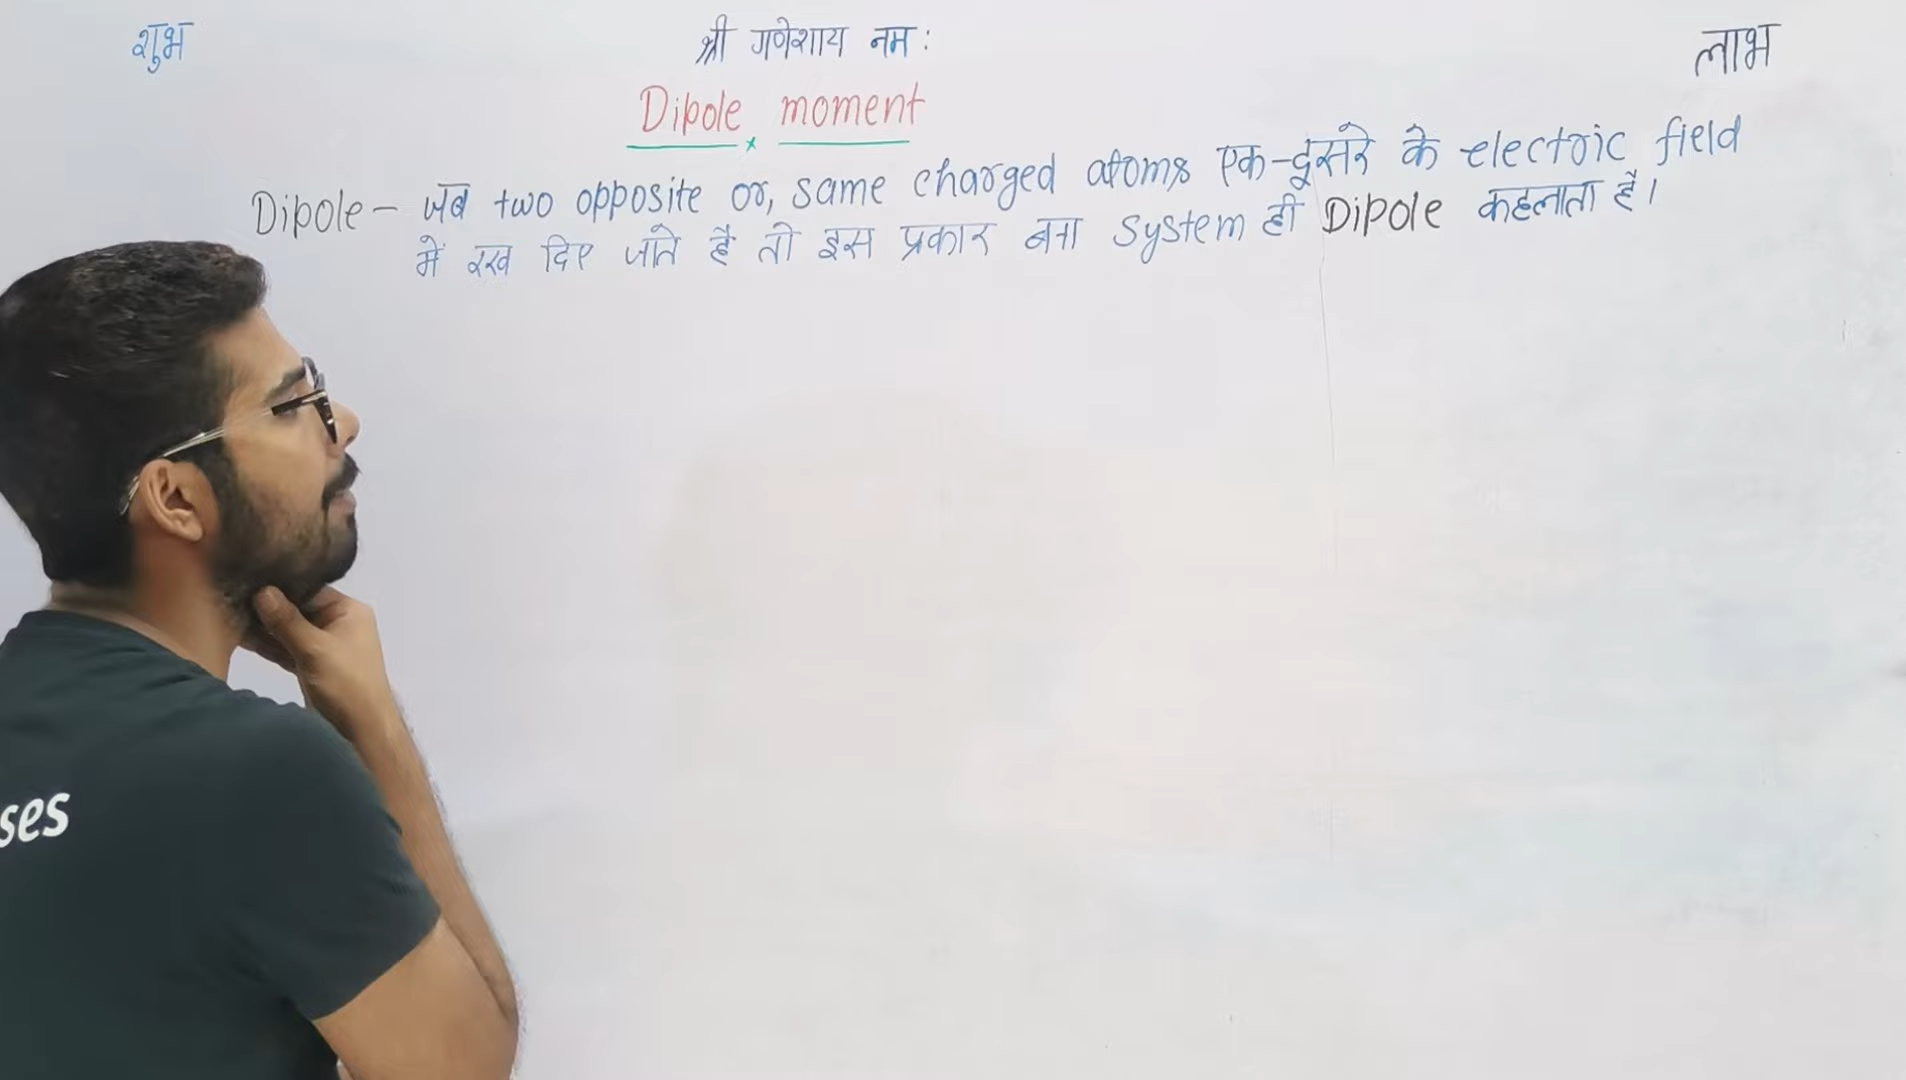 शुभ श्री गणेशाय नम: लाभ
Dipole moment
Dipole - जब two opposite or, same charged atoms एक-दूसरे के electric field
में रख दिए जाते है तो इस प्रकार बना system ही Dipole कहलाता है।
ses